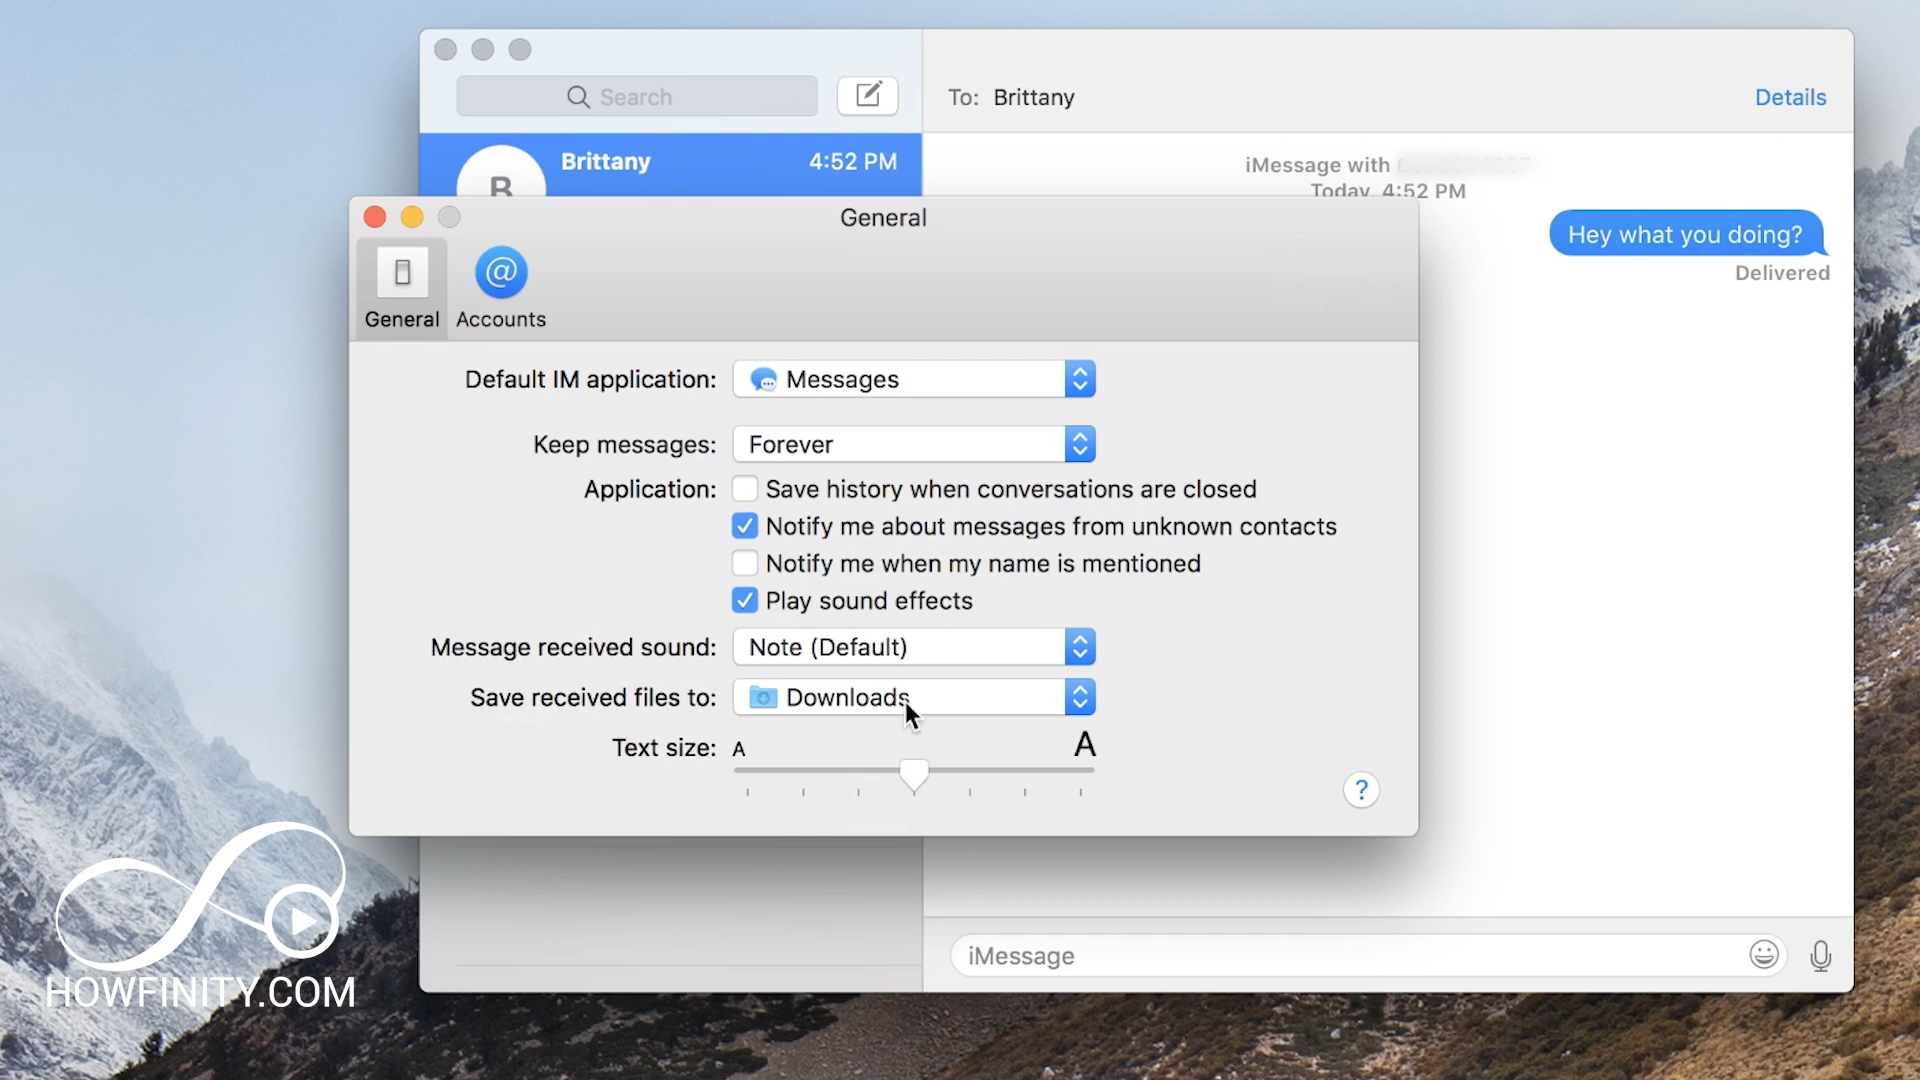 Search
To: Brittany
Details
Brittany 4:52 PM
B
iMessage with
Today, 4:52 PM
Hey what you doing?
Delivered
General
General
Accounts
Default IM application: Messages
Keep messages: Forever
Application: Save history when conversations are closed
Notify me about messages from unknown contacts
Notify me when my name is mentioned
Play sound effects
Message received sound: Note (Default)
Save received files to: Downloads
Text size: A A
?
iMessage
HOWFINITY.COM